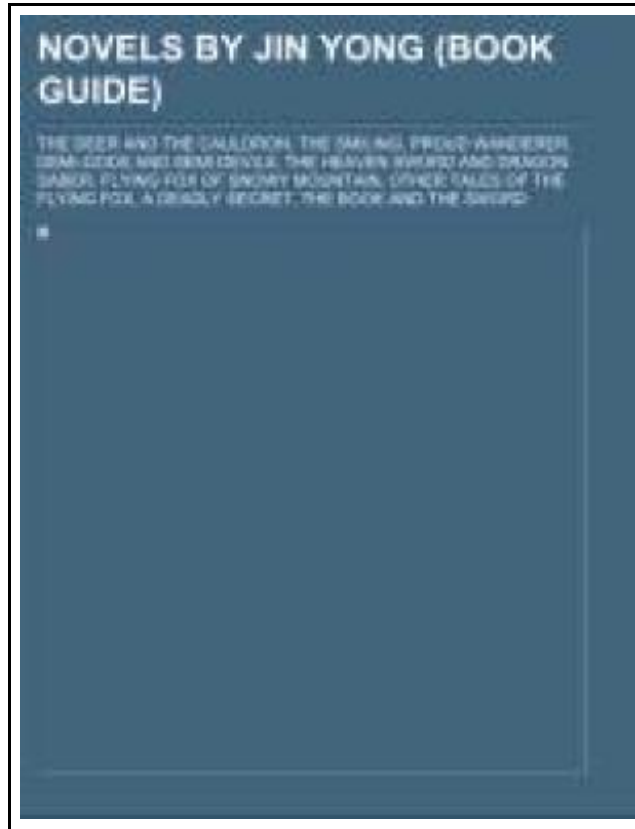 NOVELS BY JIN YONG (BOOK
GUIDE)
THE DEER AND THE CAULDRON, THE SMILING, PROUD WANDERER,
DEMI-GODS AND SEMI-DEVILS, THE HEAVEN SWORD AND DRAGON
SABER, FLYING FOX OF SNOWY MOUNTAIN, OTHER TALES OF THE
FLYING FOX, A DEADLY SECRET, THE BOOK AND THE SWORD